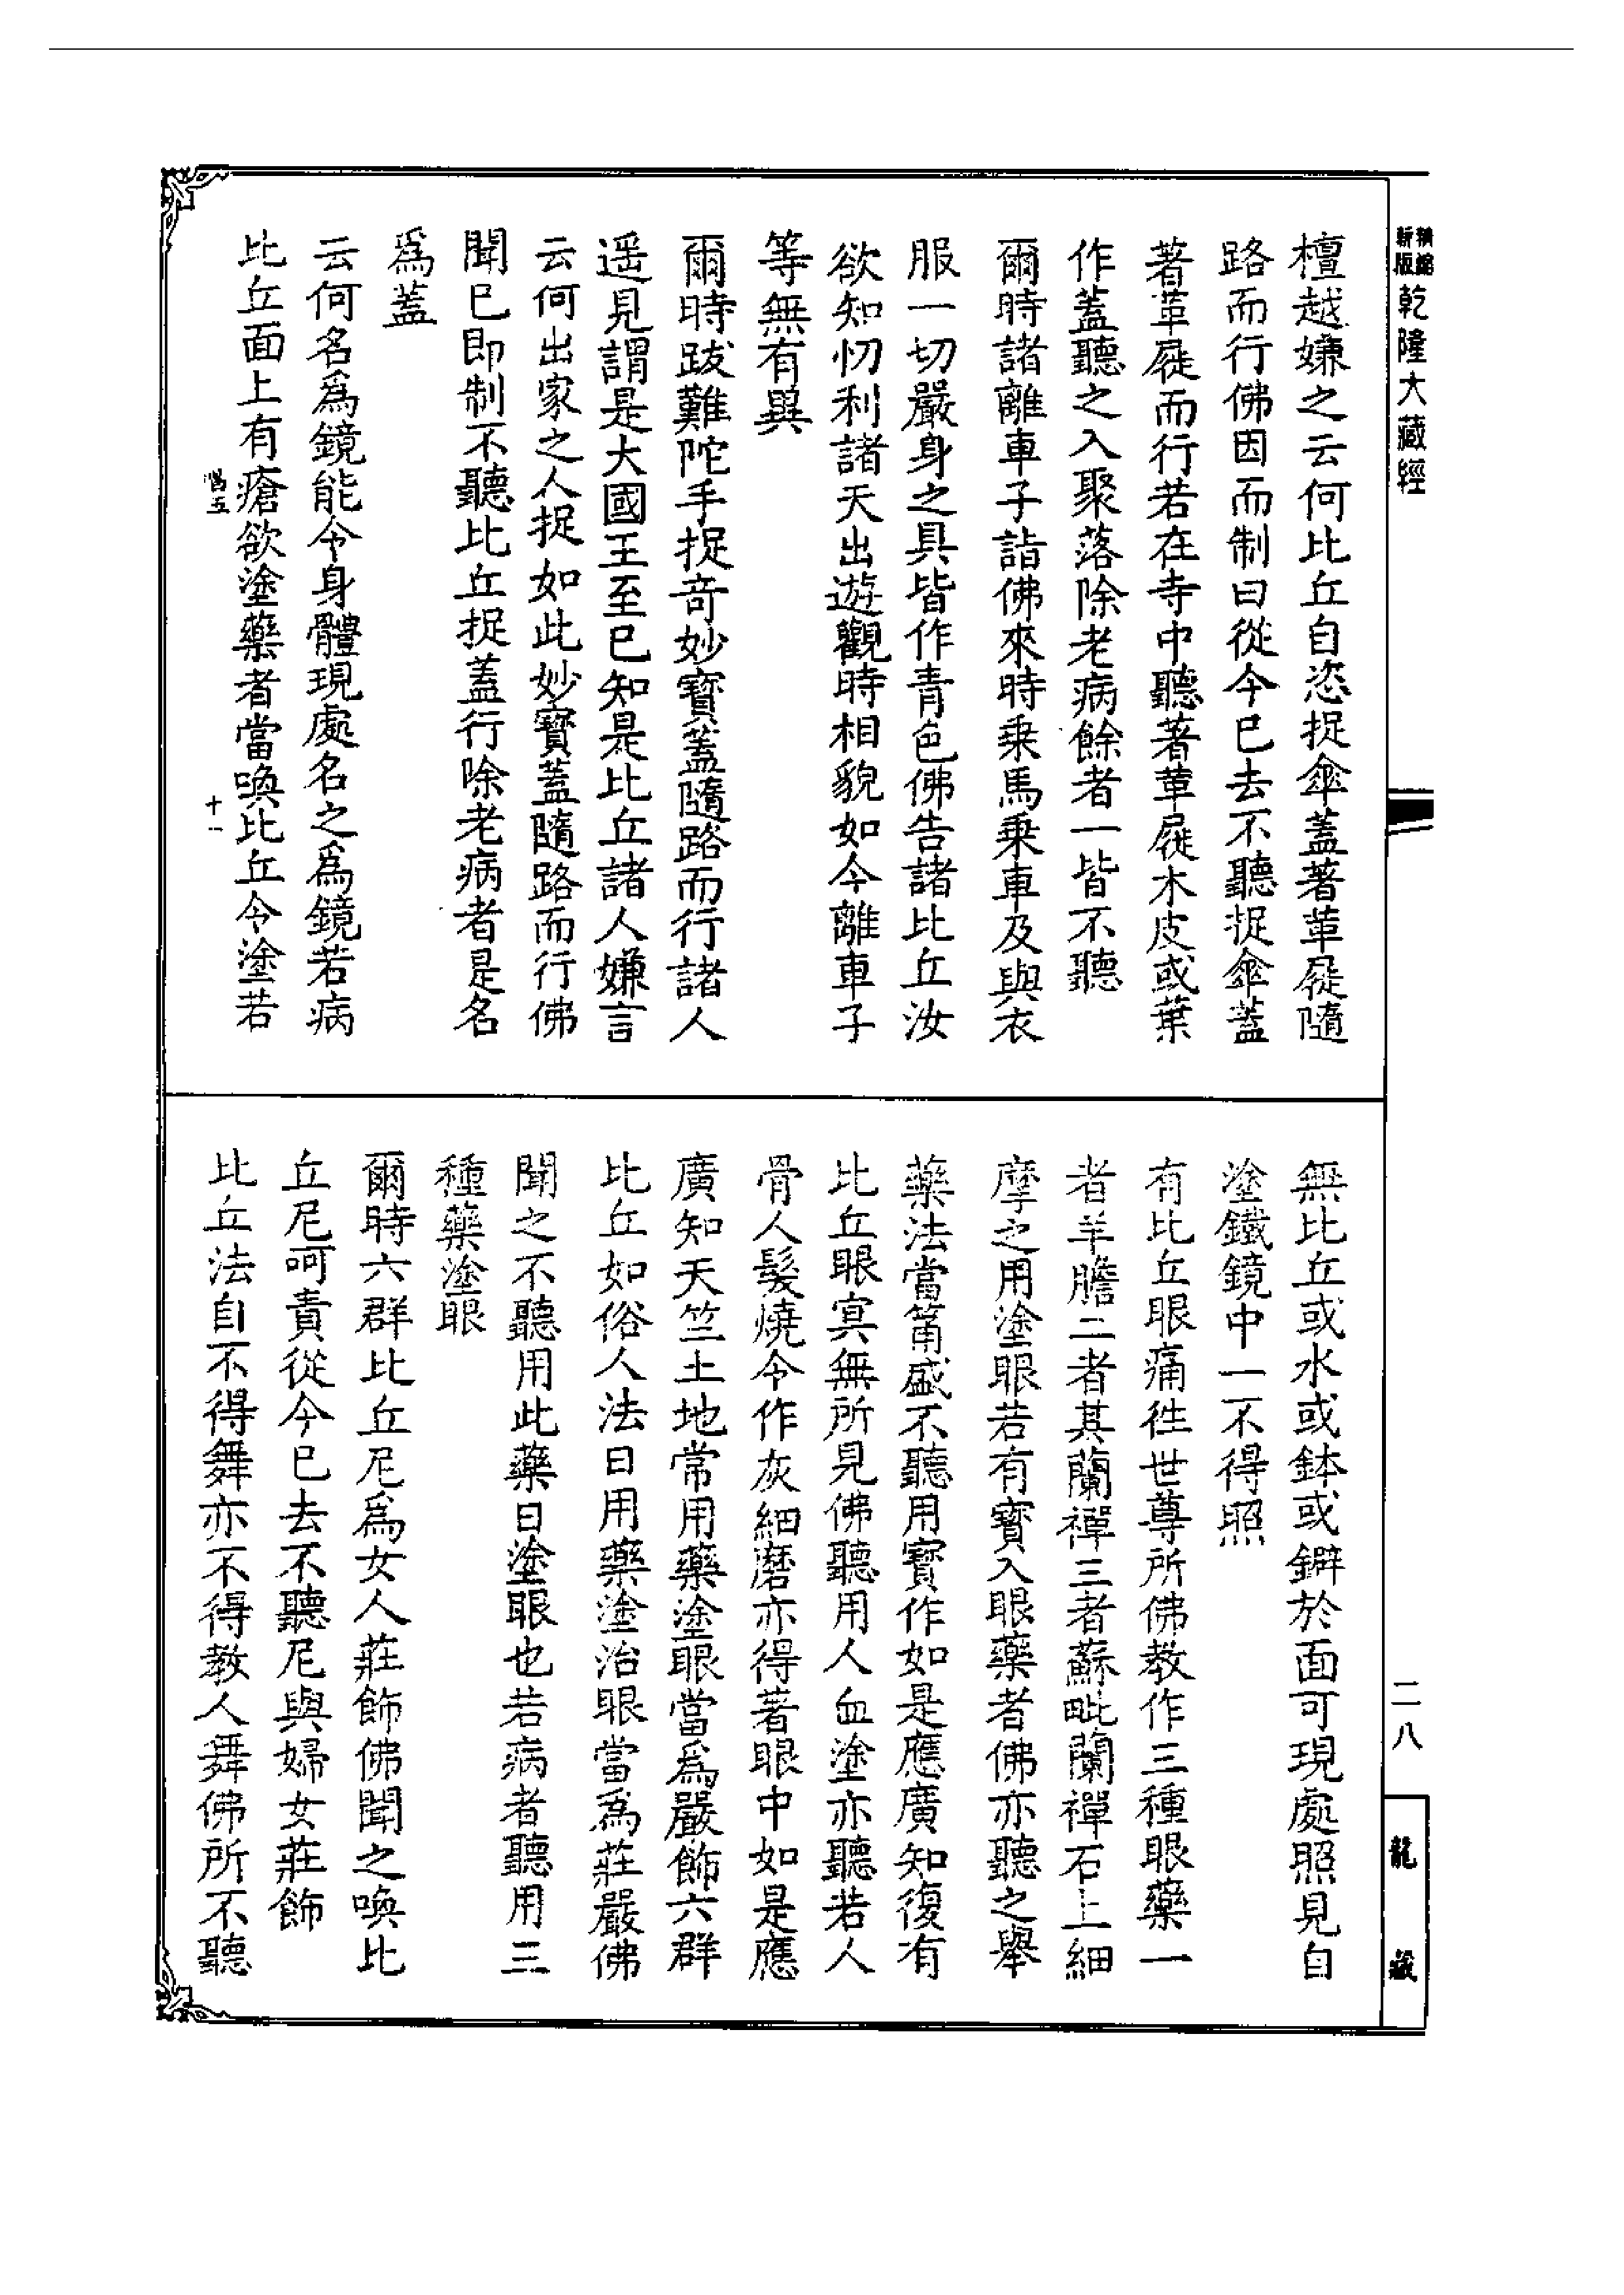 精縮
新版
乾隆大藏經
檀越嫌之云何比丘自恣捉傘蓋著革屣隨
路而行佛因而制曰從今已去不聽捉傘蓋
著革屣而行若在寺中聽著革屣木皮或葉
作蓋聽之入聚落除老病餘者一皆不聽
爾時諸離車子詣佛來時乗馬乗車及與衣
服一切嚴身之具皆作青色佛告諸比丘汝
欲知忉利諸天出遊觀時相貌如今離車子
等無有異
爾時跋難陀手捉奇妙寳蓋隨路而行諸人
遥見謂是大國王至已知是比丘諸人嫌言
云何出家之人捉如此妙寳蓋隨路而行佛
聞已即制不聽比丘捉蓋行除老病者是名
爲蓋
云何名爲鏡能令身體現處名之爲鏡若病
比丘面上有瘡欲塗藥者當喚比丘令塗若
十一
無比丘或水或鉢或鐴於面可現處照見自
塗鐵鏡中一不得照
有比丘眼痛徃世尊所佛教作三種眼藥一
者羊膽二者其蘭禪三者蘇毗蘭禪石上細
摩之用塗眼若有寳入眼藥者佛亦聽之舉
藥法當筩盛不聽用寳作如是應廣知復有
比丘眼寞無所見佛聽用人血塗亦聽若人
骨人髮燒令作灰細磨亦得著眼中如是應
廣知天竺土地常用藥塗眼當爲嚴飾六群
比丘如俗人法日用藥塗治眼當爲莊嚴佛
聞之不聽用此藥日塗眼也若病者聽用三
種藥塗眼
爾時六群比丘尼爲女人莊飾佛聞之喚比
丘尼呵責從今已去不聽尼與婦女莊飾
比丘法自不得舞亦不得教人舞佛所不聽
二八
龍藏